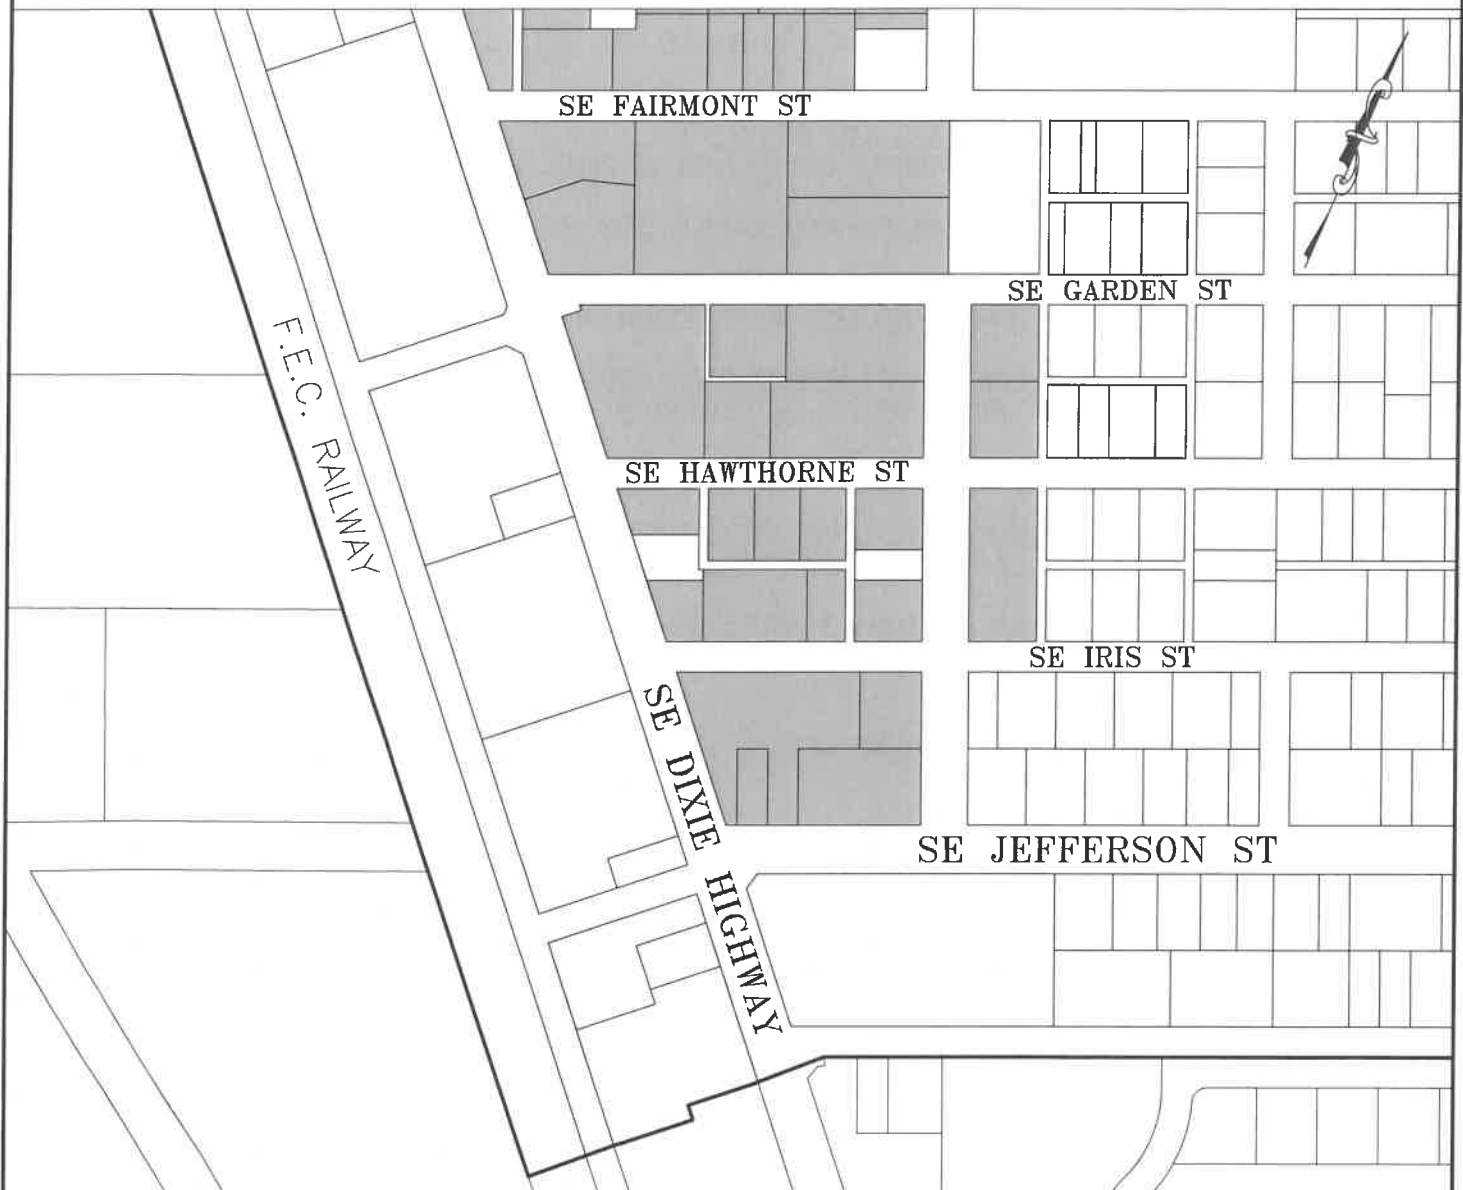 SE FAIRMONT ST
SE GARDEN ST
F.E.C. RAILWAY
SE HAWTHORNE ST
SE IRIS ST
SE DIXIE HIGHWAY
SE JEFFERSON ST